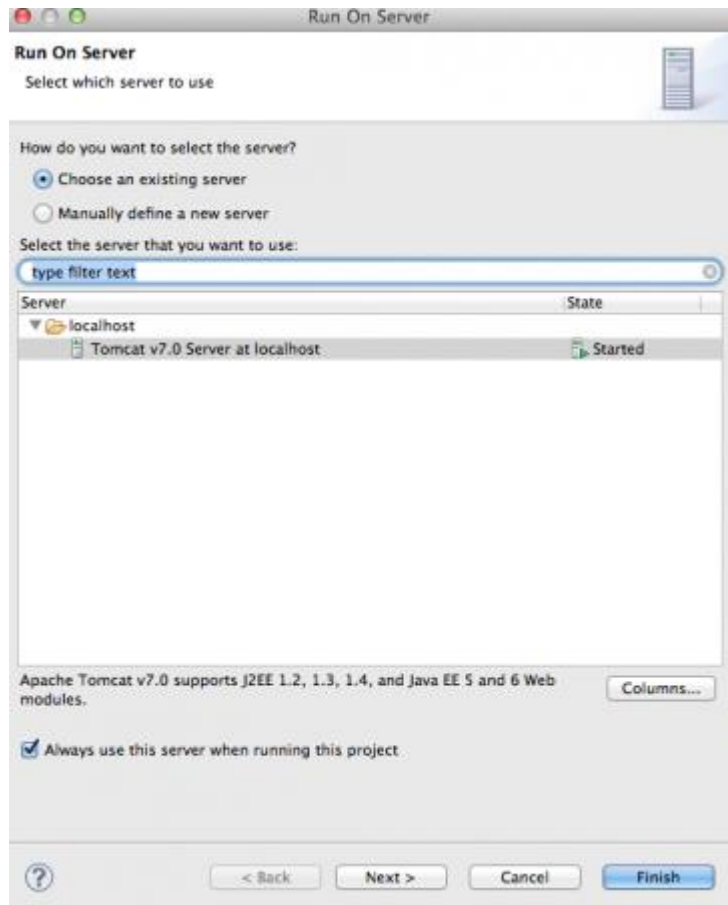 Run On Server
Run On Server
Select which server to use
How do you want to select the server?
Choose an existing server
Manually define a new server
Select the server that you want to use:
type filter text
Server State
localhost
Tomcat v7.0 Server at localhost Started
Apache Tomcat v7.0 supports J2EE 1.2, 1.3, 1.4, and Java EE 5 and 6 Web
modules.
Columns...
Always use this server when running this project
? < Back Next > Cancel Finish